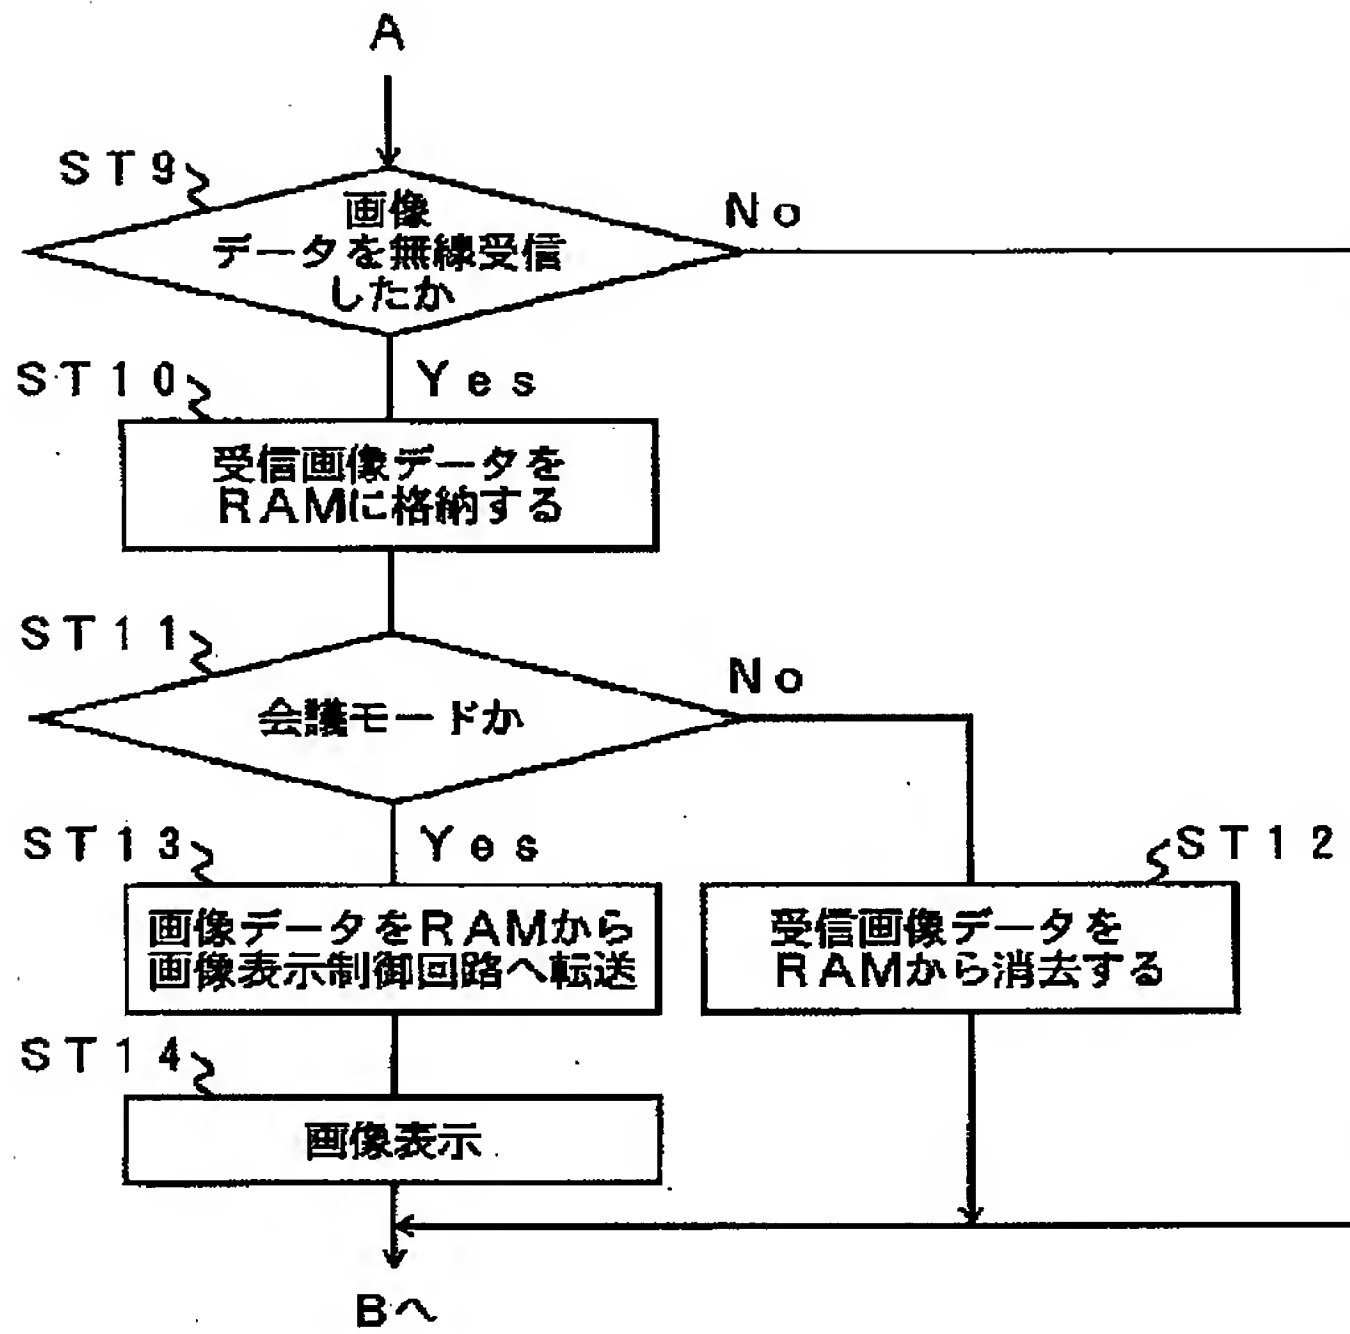 A
ST9
画像
データを無線受信
したか
No
ST10
Yes
受信画像データを
RAMに格納する
ST11
会議モードか
No
ST13
Yes
ST12
画像データをRAMから
画像表示制御回路へ転送
受信画像データを
RAMから消去する
ST14
画像表示
Bへ